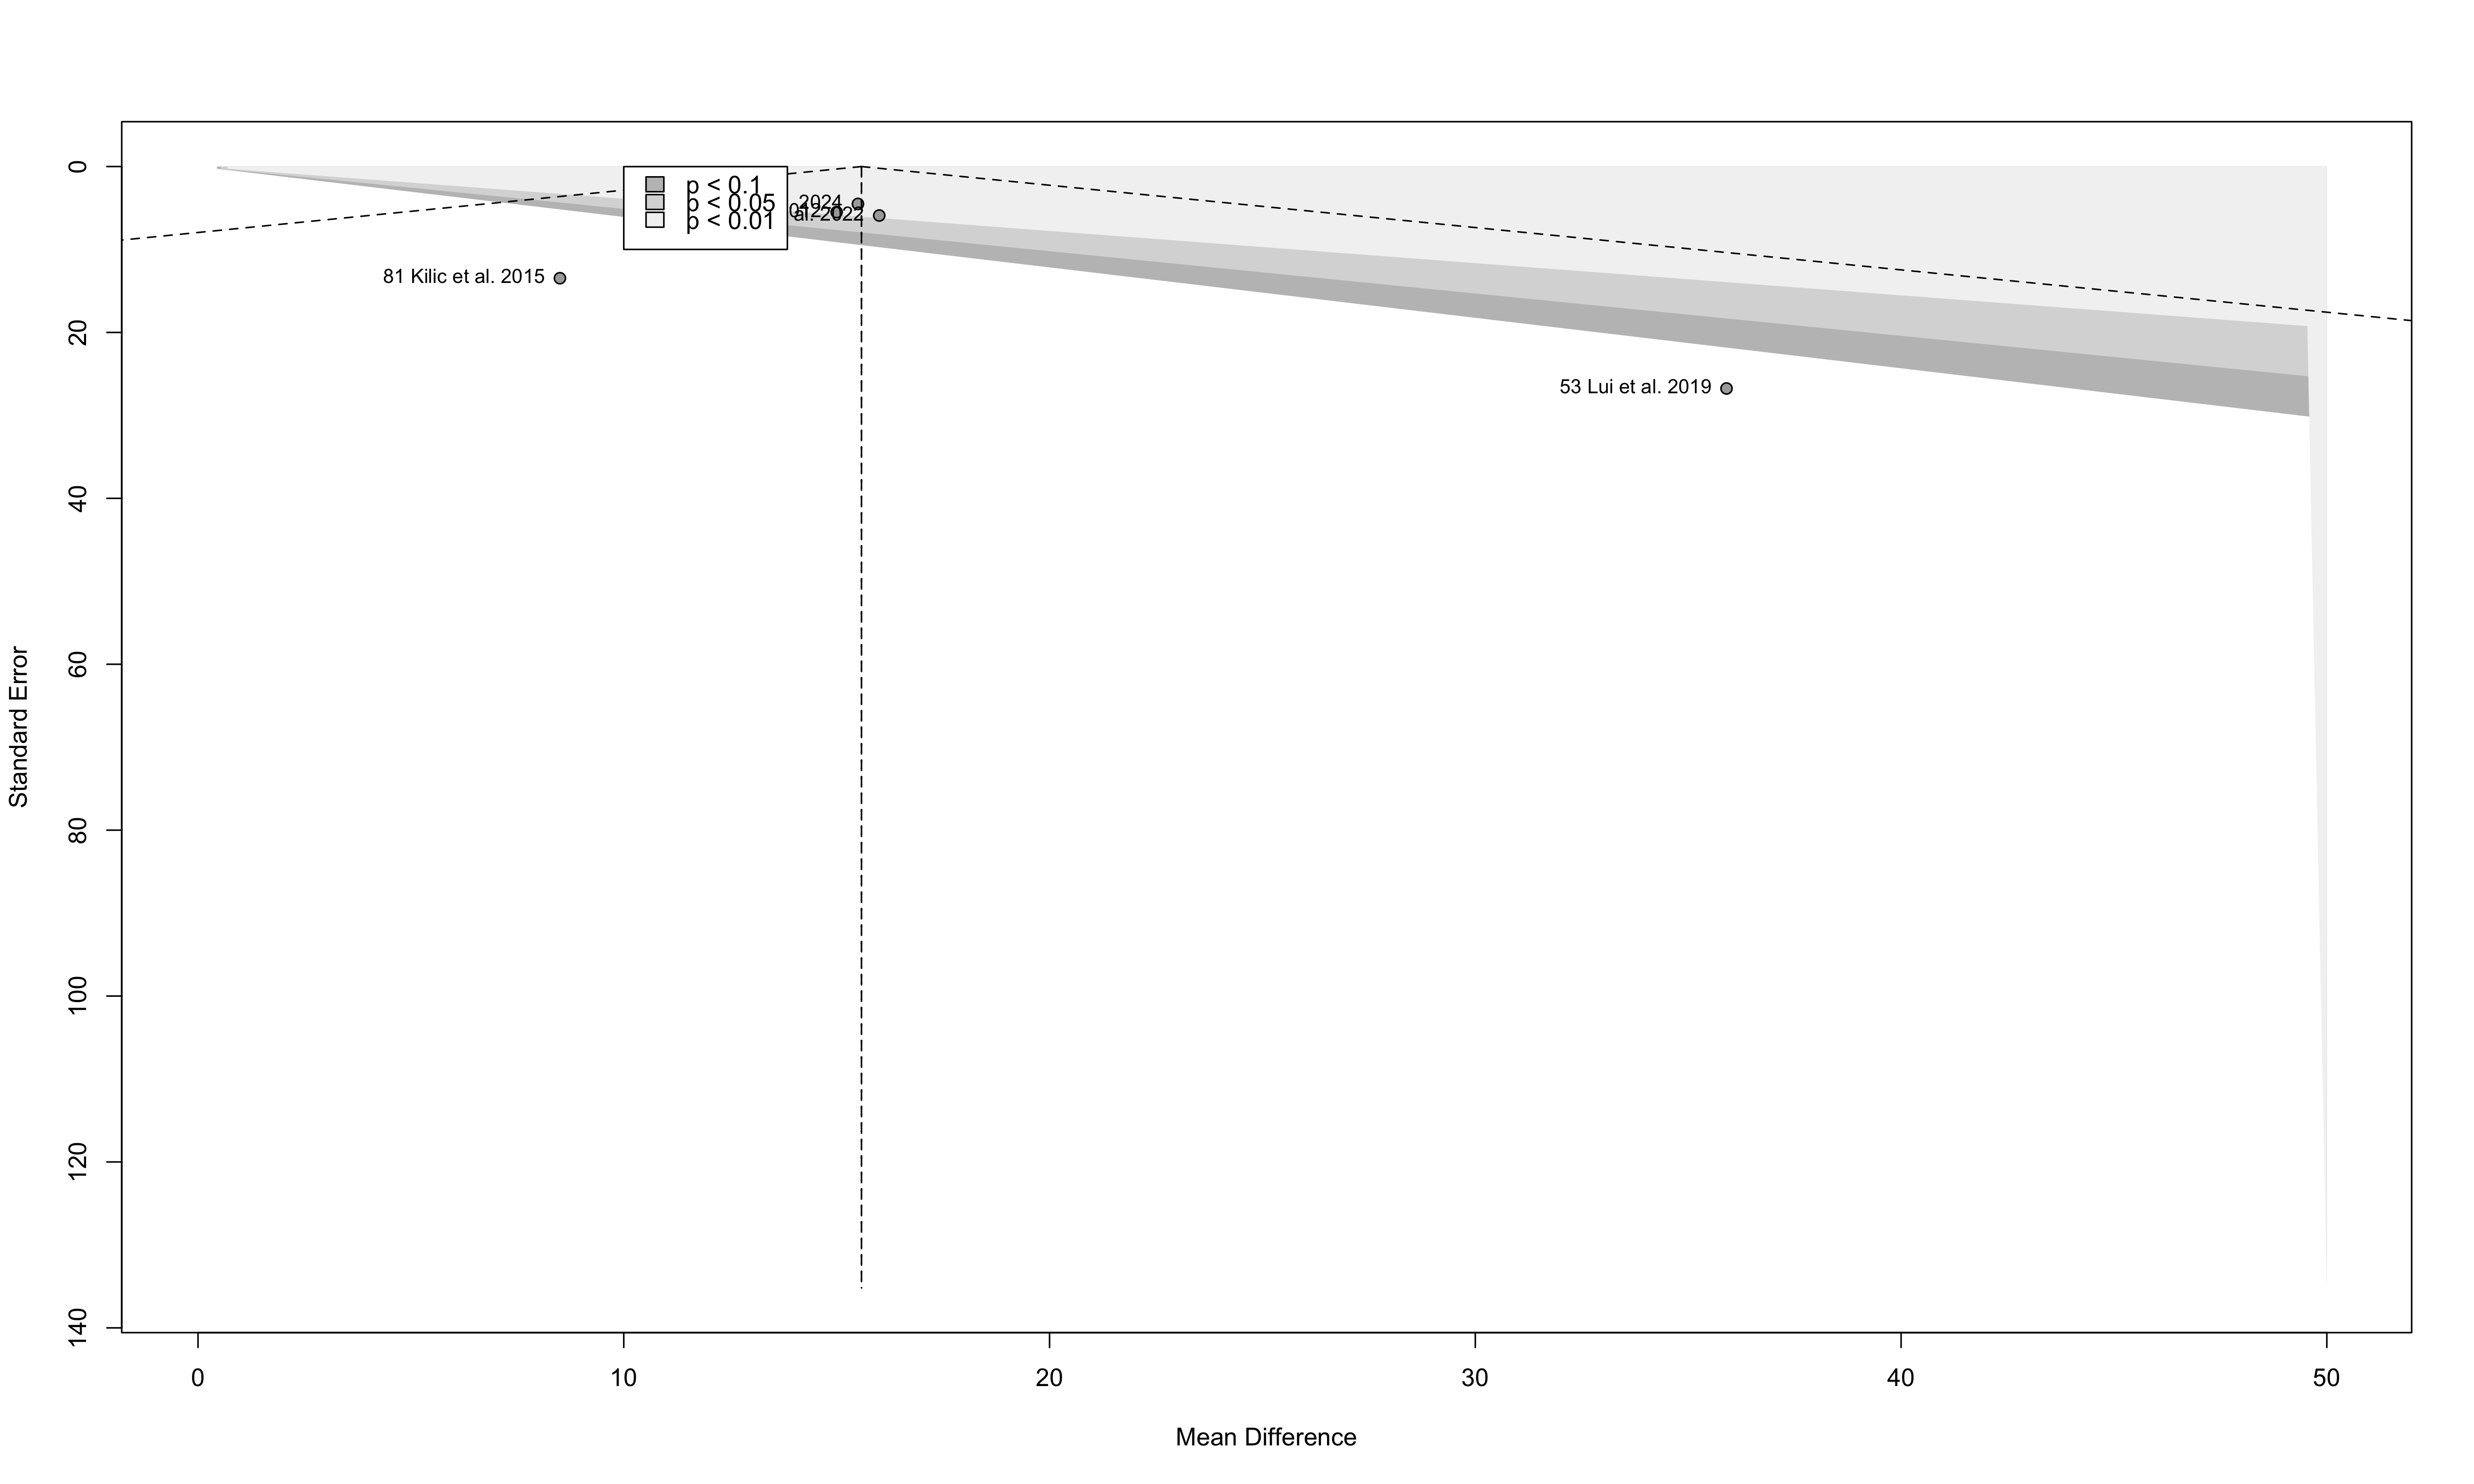 0
20
40
60
80
100
120
140
Standard Error
p < 0.1
p < 0.05
p < 0.01
2024
al. 2022
81 Kilic et al. 2015
53 Lui et al. 2019
0
10
20
30
40
50
Mean Difference